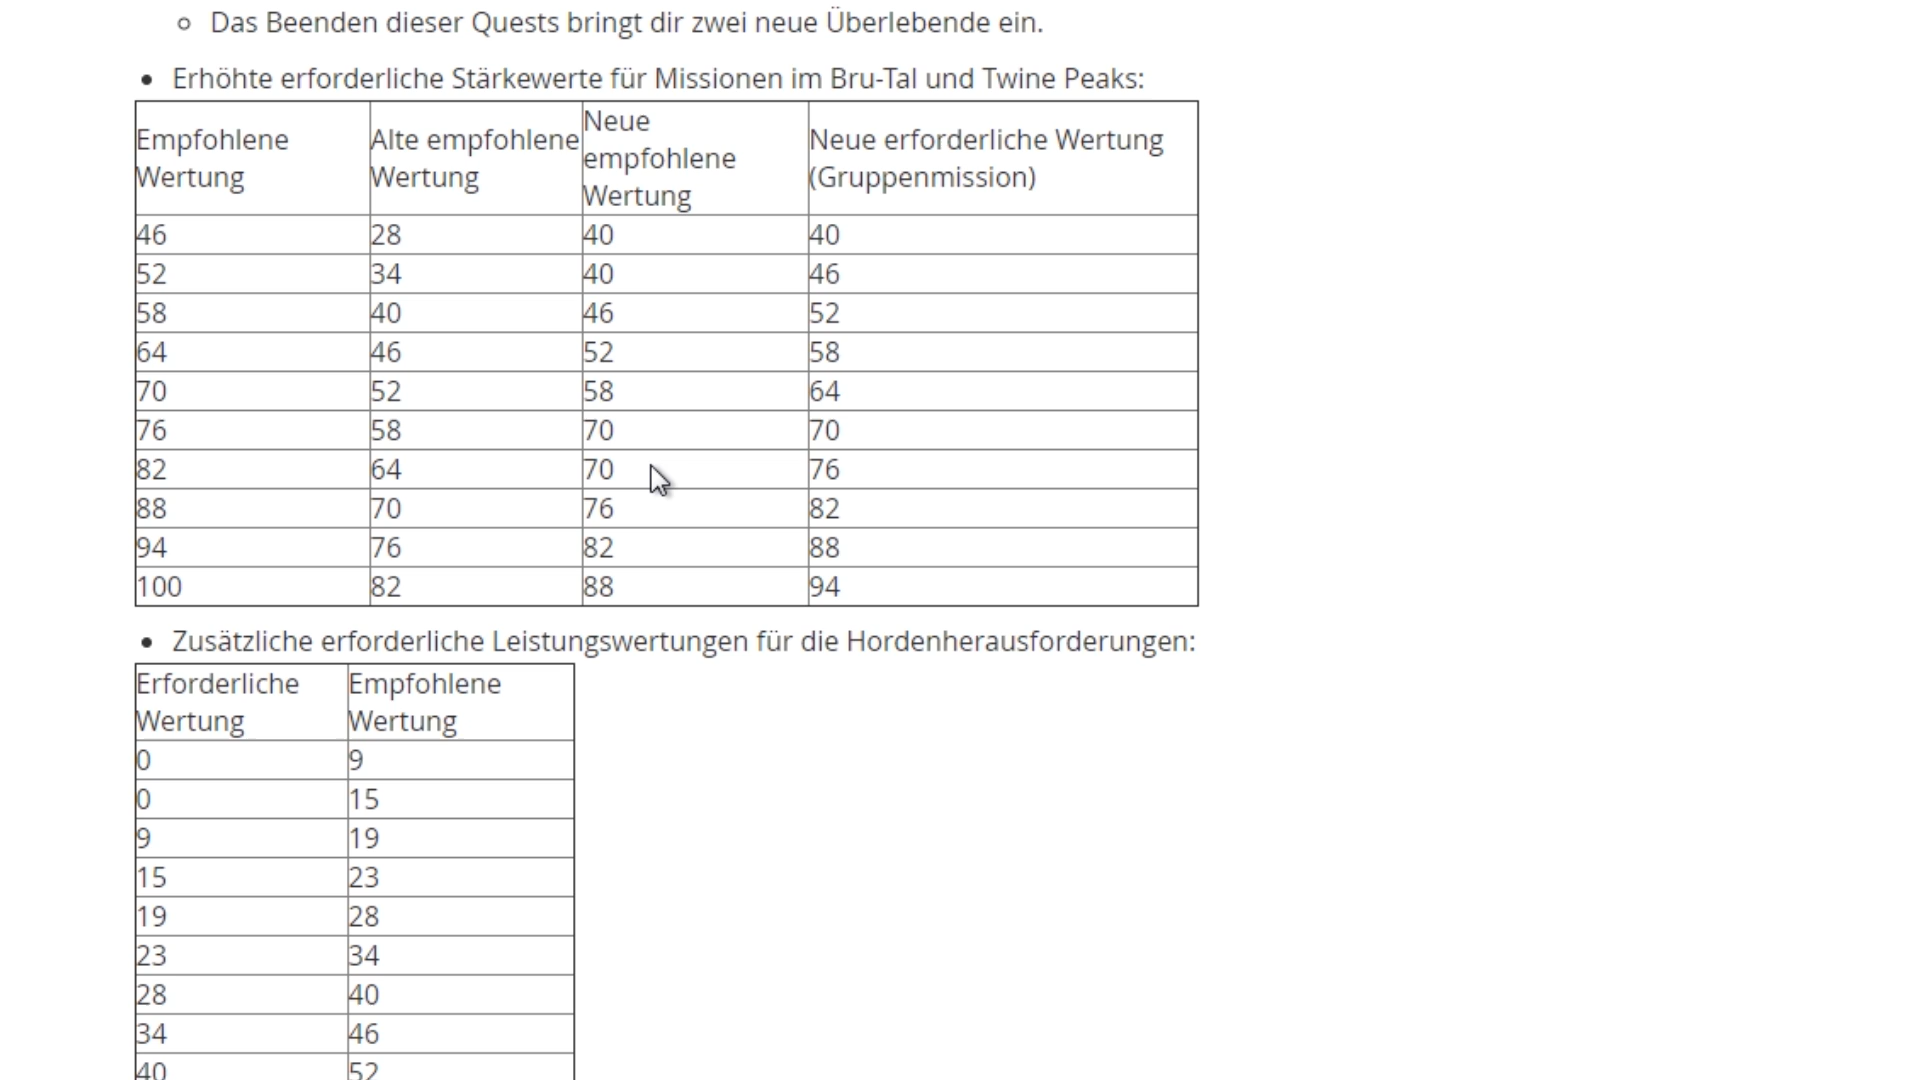 Das Beenden dieser Quests bringt dir zwei neue Überlebende ein.
Erhöhte erforderliche Stärkewerte für Missionen im Bru-Tal und Twine Peaks:
Empfohlene Wertung | Alte empfohlene Wertung | Neue empfohlene Wertung | Neue erforderliche Wertung (Gruppenmission)
46 28 40 40
52 34 40 46
58 40 46 52
64 46 52 58
70 52 58 64
76 58 70 70
82 64 70 76
88 70 76 82
94 76 82 88
100 82 88 94
Zusätzliche erforderliche Leistungswertungen für die Hordenherausforderungen:
Erforderliche Wertung | Empfohlene Wertung
0 9
0 15
9 19
15 23
19 28
23 34
28 40
34 46
40 52